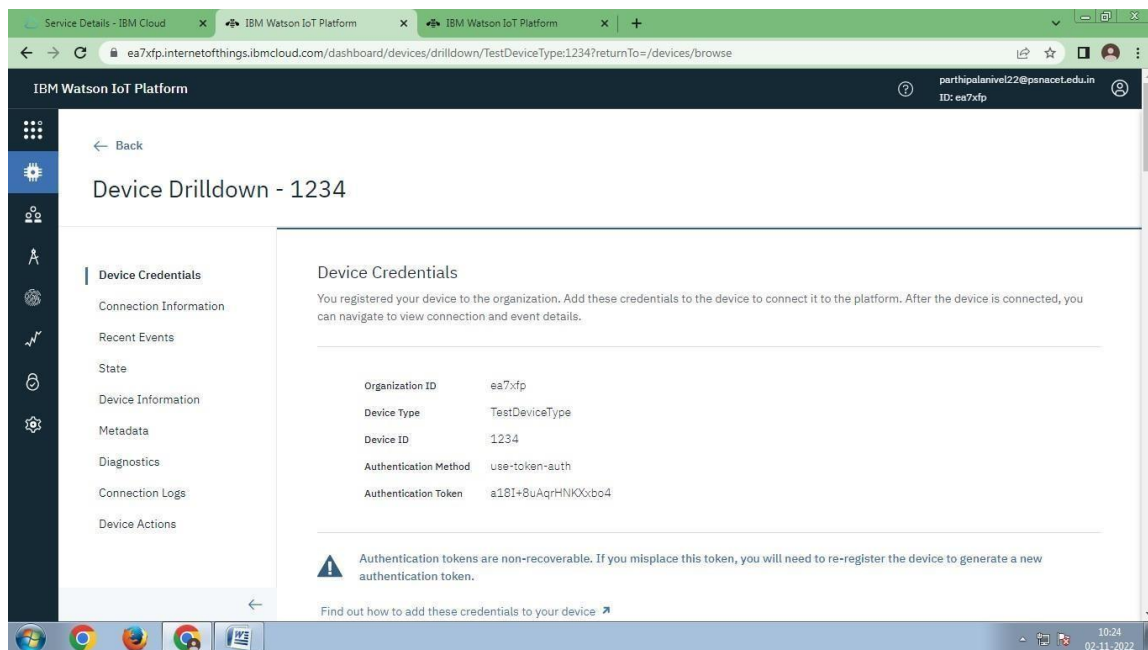 Service Details - IBM Cloud
IBM Watson IoT Platform
IBM Watson IoT Platform
ea7xfp.internetofthings.ibmcloud.com/dashboard/devices/drilldown/TestDeviceType:1234?returnTo=/devices/browse
IBM Watson IoT Platform
parthipalanivel22@psnacet.edu.in
ID: ea7xfp
Back
Device Drilldown - 1234
Device Credentials
Connection Information
Recent Events
State
Device Information
Metadata
Diagnostics
Connection Logs
Device Actions
Device Credentials
You registered your device to the organization. Add these credentials to the device to connect it to the platform. After the device is connected, you
can navigate to view connection and event details.
Organization ID ea7xfp
Device Type TestDeviceType
Device ID 1234
Authentication Method use-token-auth
Authentication Token a18I+8uAqrHNKXxbo4
Authentication tokens are non-recoverable. If you misplace this token, you will need to re-register the device to generate a new
authentication token.
Find out how to add these credentials to your device
10:24
02-11-2022